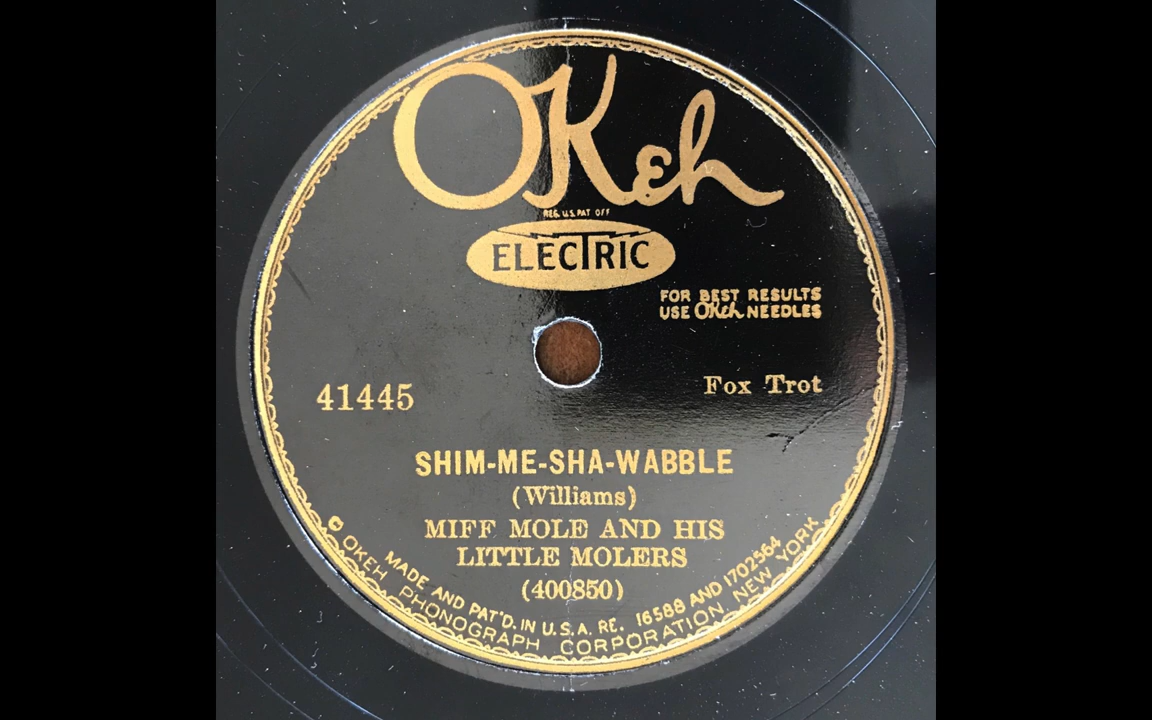 OKeh
REG. U.S. PAT. OFF
ELECTRIC
FOR BEST RESULTS
USE OKeh NEEDLES
41445
Fox Trot
SHIM-ME-SHA-WABBLE
(Williams)
MIFF MOLE AND HIS
LITTLE MOLERS
(400850)
MADE AND PAT'D. IN U.S.A. RE. 16588 AND 1702564
© OKEH PHONOGRAPH CORPORATION, NEW YORK